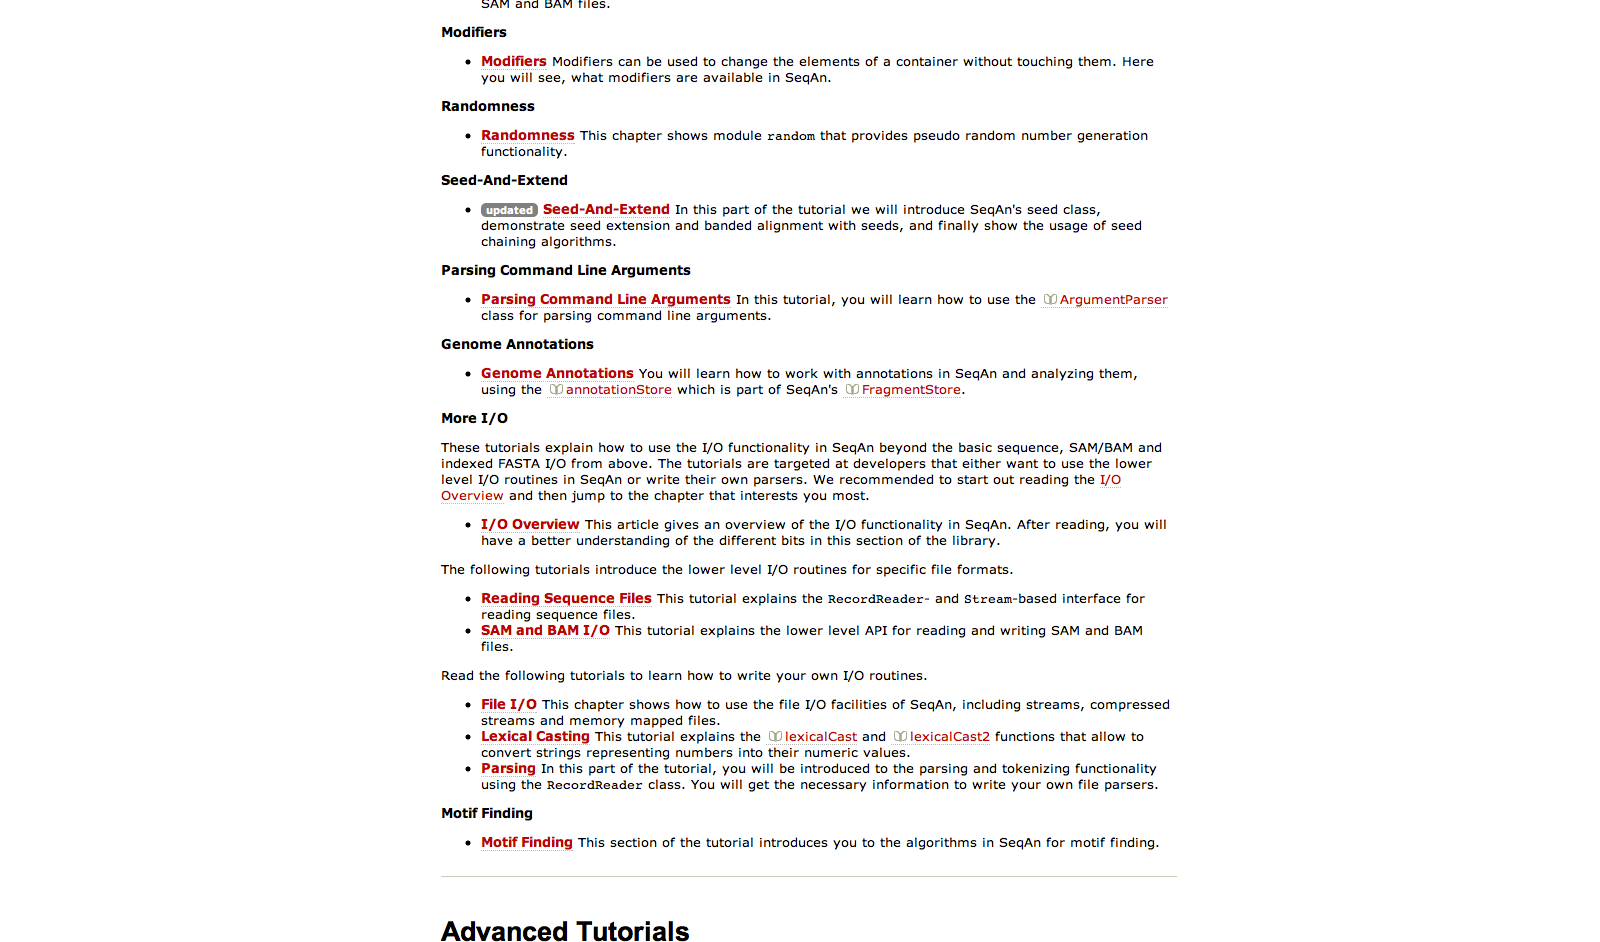 SAM and BAM files.
Modifiers
Modifiers Modifiers can be used to change the elements of a container without touching them. Here
you will see, what modifiers are available in SeqAn.
Randomness
Randomness This chapter shows module random that provides pseudo random number generation
functionality.
Seed-And-Extend
updated Seed-And-Extend In this part of the tutorial we will introduce SeqAn's seed class,
demonstrate seed extension and banded alignment with seeds, and finally show the usage of seed
chaining algorithms.
Parsing Command Line Arguments
Parsing Command Line Arguments In this tutorial, you will learn how to use the ArgumentParser
class for parsing command line arguments.
Genome Annotations
Genome Annotations You will learn how to work with annotations in SeqAn and analyzing them,
using the annotationStore which is part of SeqAn's FragmentStore.
More I/O
These tutorials explain how to use the I/O functionality in SeqAn beyond the basic sequence, SAM/BAM and
indexed FASTA I/O from above. The tutorials are targeted at developers that either want to use the lower
level I/O routines in SeqAn or write their own parsers. We recommended to start out reading the I/O
Overview and then jump to the chapter that interests you most.
I/O Overview This article gives an overview of the I/O functionality in SeqAn. After reading, you will
have a better understanding of the different bits in this section of the library.
The following tutorials introduce the lower level I/O routines for specific file formats.
Reading Sequence Files This tutorial explains the RecordReader- and Stream-based interface for
reading sequence files.
SAM and BAM I/O This tutorial explains the lower level API for reading and writing SAM and BAM
files.
Read the following tutorials to learn how to write your own I/O routines.
File I/O This chapter shows how to use the file I/O facilities of SeqAn, including streams, compressed
streams and memory mapped files.
Lexical Casting This tutorial explains the lexicalCast and lexicalCast2 functions that allow to
convert strings representing numbers into their numeric values.
Parsing In this part of the tutorial, you will be introduced to the parsing and tokenizing functionality
using the RecordReader class. You will get the necessary information to write your own file parsers.
Motif Finding
Motif Finding This section of the tutorial introduces you to the algorithms in SeqAn for motif finding.
Advanced Tutorials